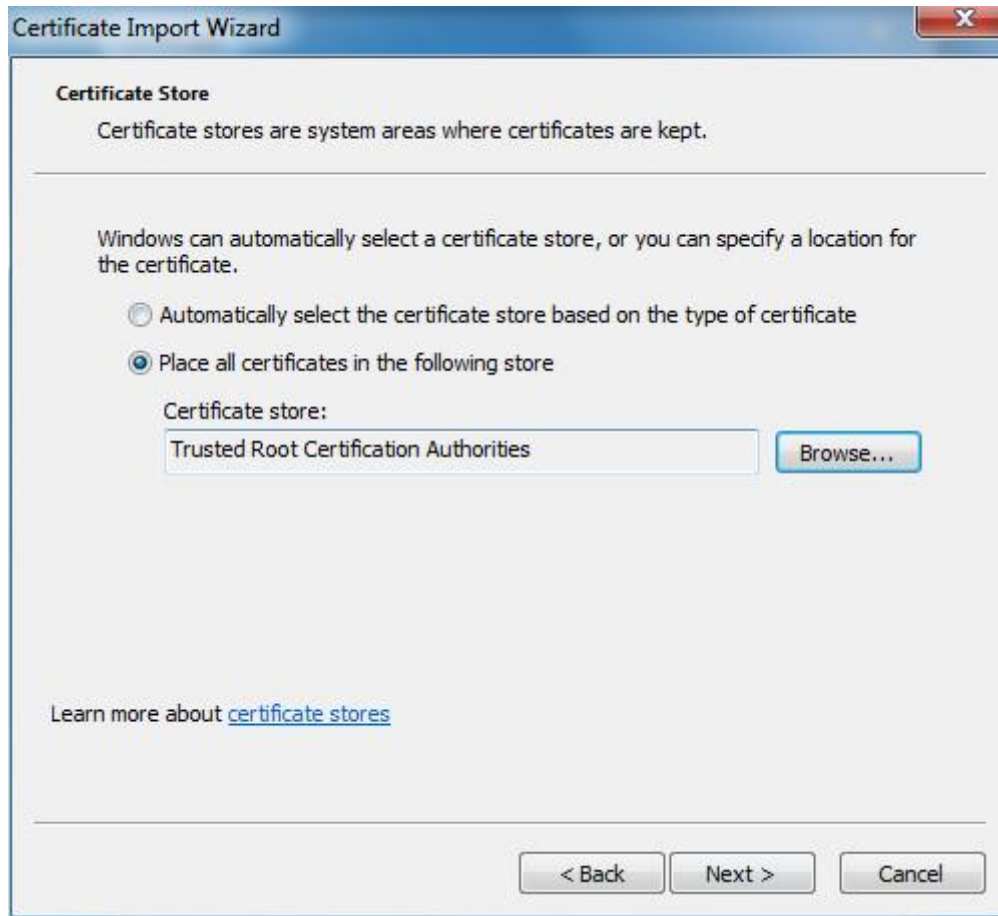 Certificate Import Wizard
Certificate Store
Certificate stores are system areas where certificates are kept.
Windows can automatically select a certificate store, or you can specify a location for
the certificate.
Automatically select the certificate store based on the type of certificate
Place all certificates in the following store
Certificate store:
Trusted Root Certification Authorities
Browse...
Learn more about certificate stores
< Back
Next >
Cancel